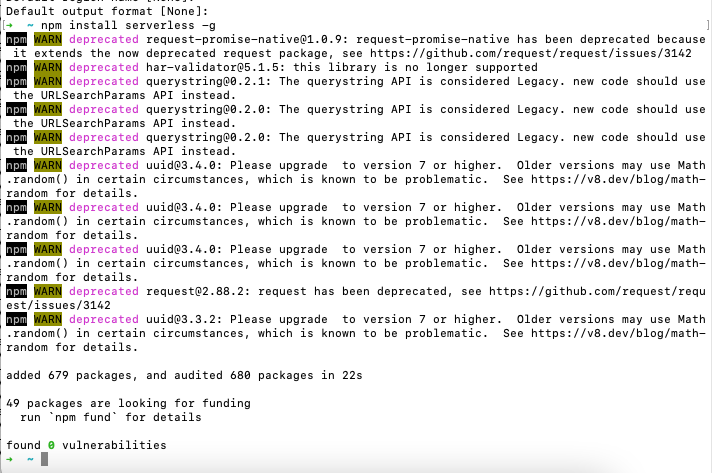 Default output format [None]:
[➜  ~ npm install serverless -g ]
npm WARN deprecated request-promise-native@1.0.9: request-promise-native has been deprecated because
 it extends the now deprecated request package, see https://github.com/request/request/issues/3142
npm WARN deprecated har-validator@5.1.5: this library is no longer supported
npm WARN deprecated querystring@0.2.1: The querystring API is considered Legacy. new code should use
 the URLSearchParams API instead.
npm WARN deprecated querystring@0.2.0: The querystring API is considered Legacy. new code should use
 the URLSearchParams API instead.
npm WARN deprecated querystring@0.2.0: The querystring API is considered Legacy. new code should use
 the URLSearchParams API instead.
npm WARN deprecated uuid@3.4.0: Please upgrade  to version 7 or higher.  Older versions may use Math
.random() in certain circumstances, which is known to be problematic.  See https://v8.dev/blog/math-
random for details.
npm WARN deprecated uuid@3.4.0: Please upgrade  to version 7 or higher.  Older versions may use Math
.random() in certain circumstances, which is known to be problematic.  See https://v8.dev/blog/math-
random for details.
npm WARN deprecated uuid@3.4.0: Please upgrade  to version 7 or higher.  Older versions may use Math
.random() in certain circumstances, which is known to be problematic.  See https://v8.dev/blog/math-
random for details.
npm WARN deprecated request@2.88.2: request has been deprecated, see https://github.com/request/requ
est/issues/3142
npm WARN deprecated uuid@3.3.2: Please upgrade  to version 7 or higher.  Older versions may use Math
.random() in certain circumstances, which is known to be problematic.  See https://v8.dev/blog/math-
random for details.
added 679 packages, and audited 680 packages in 22s
49 packages are looking for funding
  run `npm fund` for details
found 0 vulnerabilities
➜  ~